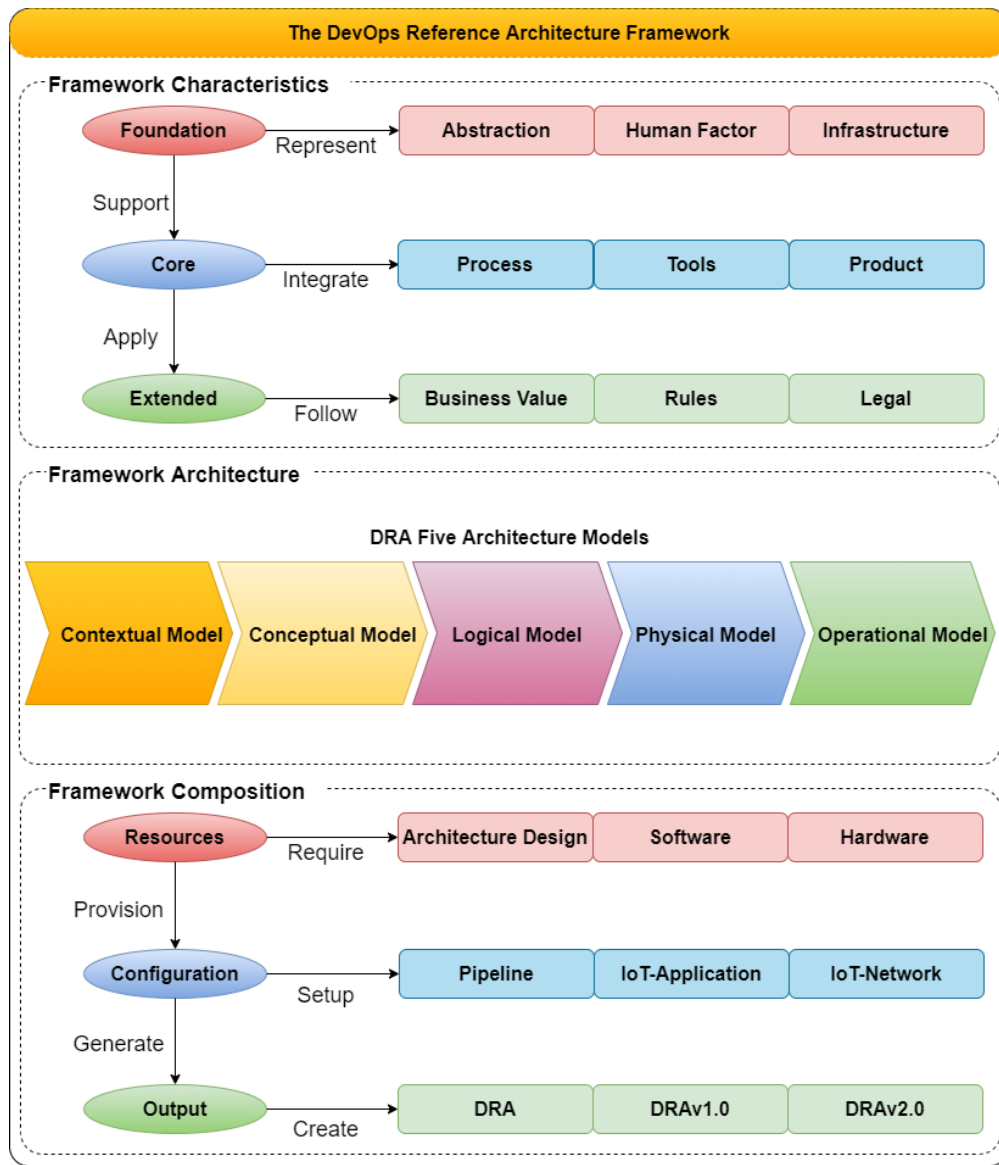 The DevOps Reference Architecture Framework
Framework Characteristics
Foundation
Represent
Abstraction
Human Factor
Infrastructure
Support
Core
Integrate
Process
Tools
Product
Apply
Extended
Follow
Business Value
Rules
Legal
Framework Architecture
DRA Five Architecture Models
Contextual Model
Conceptual Model
Logical Model
Physical Model
Operational Model
Framework Composition
Resources
Require
Architecture Design
Software
Hardware
Provision
Configuration
Setup
Pipeline
IoT-Application
IoT-Network
Generate
Output
Create
DRA
DRAv1.0
DRAv2.0